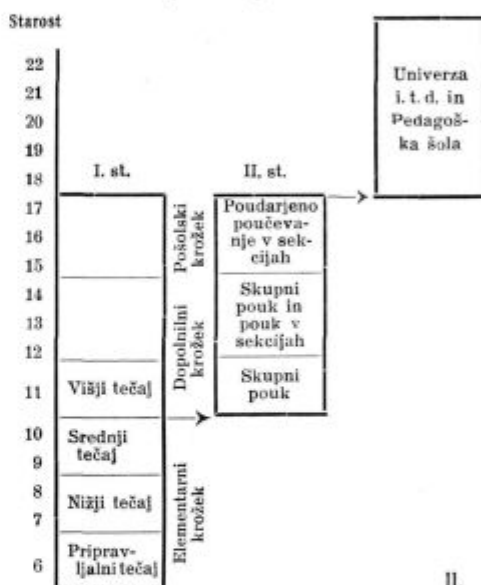 Starost
22
21
20
19
18
17
16
15
14
13
12
11
10
9
8
7
6
I. st.
Višji tečaj
Srednji
tečaj
Nižji tečaj
Priprav-
ljalni tečaj
Pošolski
krožek
Dopolnilni
krožek
Elementarni
krožek
II. st.
Poudarjeno
poučeva-
nje v sek-
cijah
Skupni
pouk in
pouk v
sekcijah
Skupni
pouk
Univerza
i. t. d. in
Pedagoš-
ka šola
II